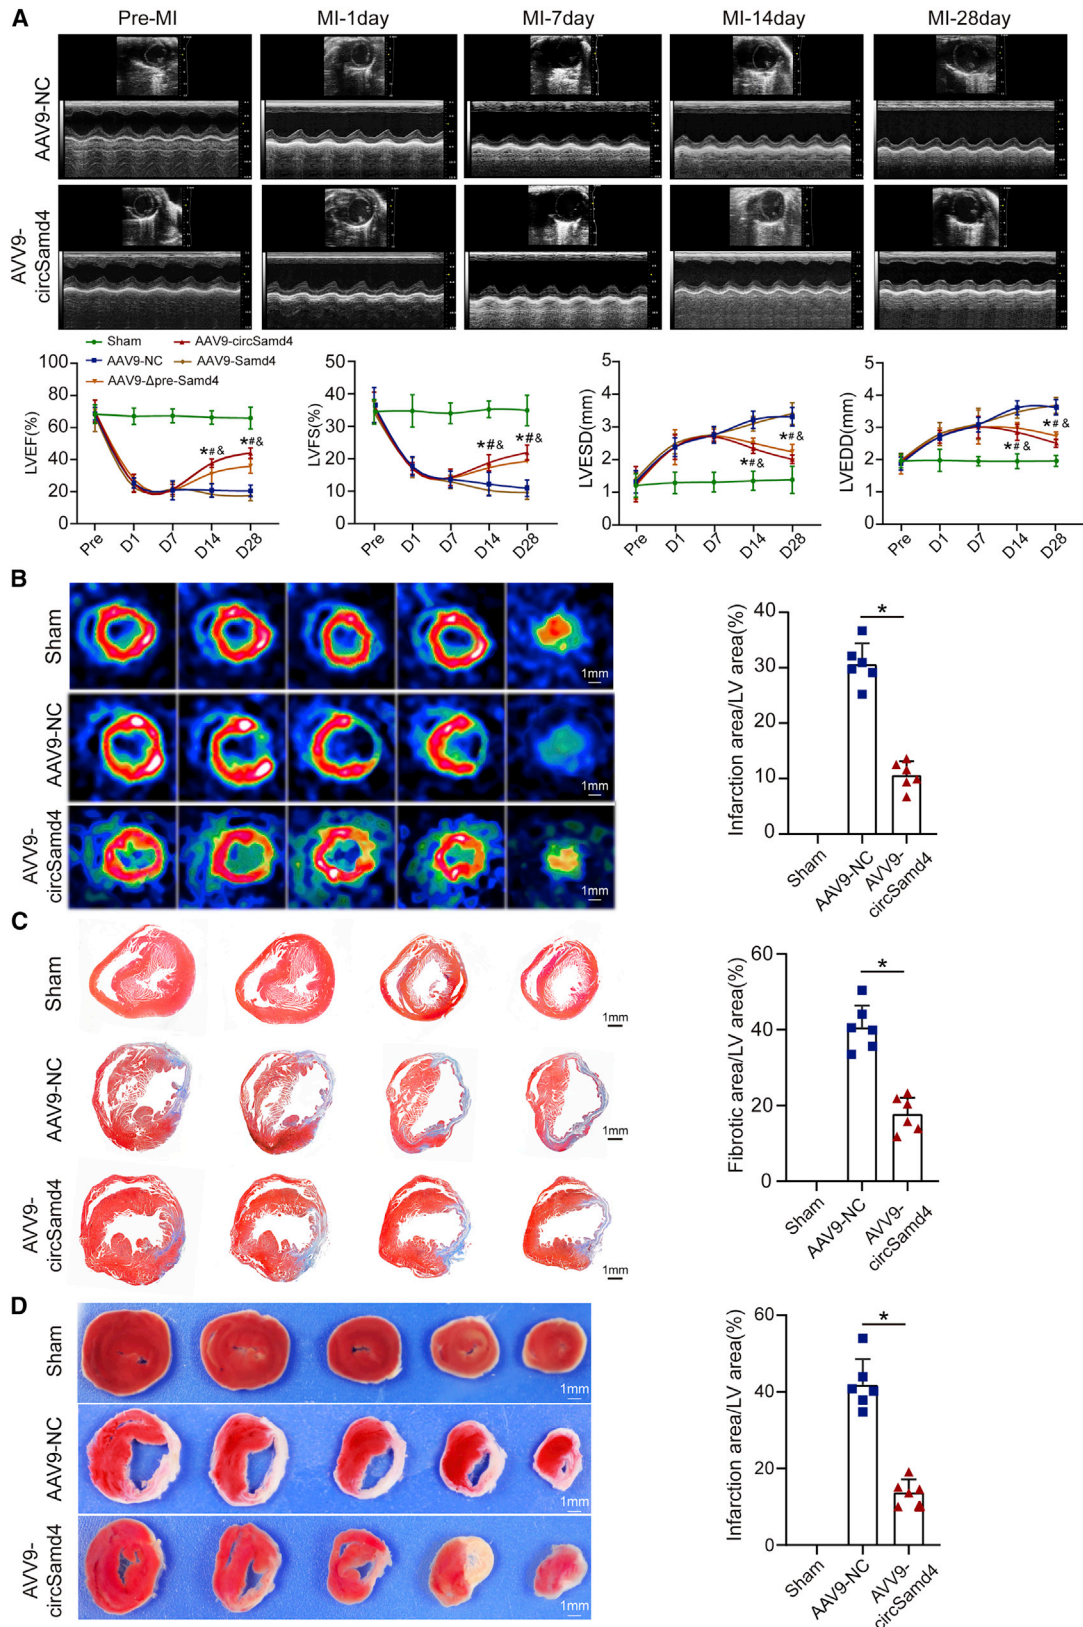 A
Pre-MI
MI-1day
MI-7day
MI-14day
MI-28day
AAV9-NC
AVV9-
circSamd4
Sham
AAV9-circSamd4
AAV9-NC
AAV9-Samd4
AAV9-Δpre-Samd4
LVEF(%)
100
80
60
40
20
0
*#&
*#&
Pre
D1
D7
D14
D28
LVFS(%)
50
40
30
20
10
0
*#&
*#&
Pre
D1
D7
D14
D28
LVESD(mm)
5
4
3
2
1
0
*#&
*#&
Pre
D1
D7
D14
D28
LVEDD(mm)
5
4
3
2
1
0
*#&
*#&
Pre
D1
D7
D14
D28
B
Sham
1mm
AAV9-NC
1mm
AVV9-
circSamd4
1mm
Infarction area/LV area(%)
40
30
20
10
0
*
Sham
AAV9-NC
AVV9-
circSamd4
C
Sham
1mm
AAV9-NC
1mm
AVV9-
circSamd4
1mm
Fibrotic area/LV area(%)
60
40
20
0
*
Sham
AAV9-NC
AVV9-
circSamd4
D
Sham
1mm
AAV9-NC
1mm
AVV9-
circSamd4
1mm
Infarction area/LV area(%)
60
40
20
0
*
Sham
AAV9-NC
AVV9-
circSamd4